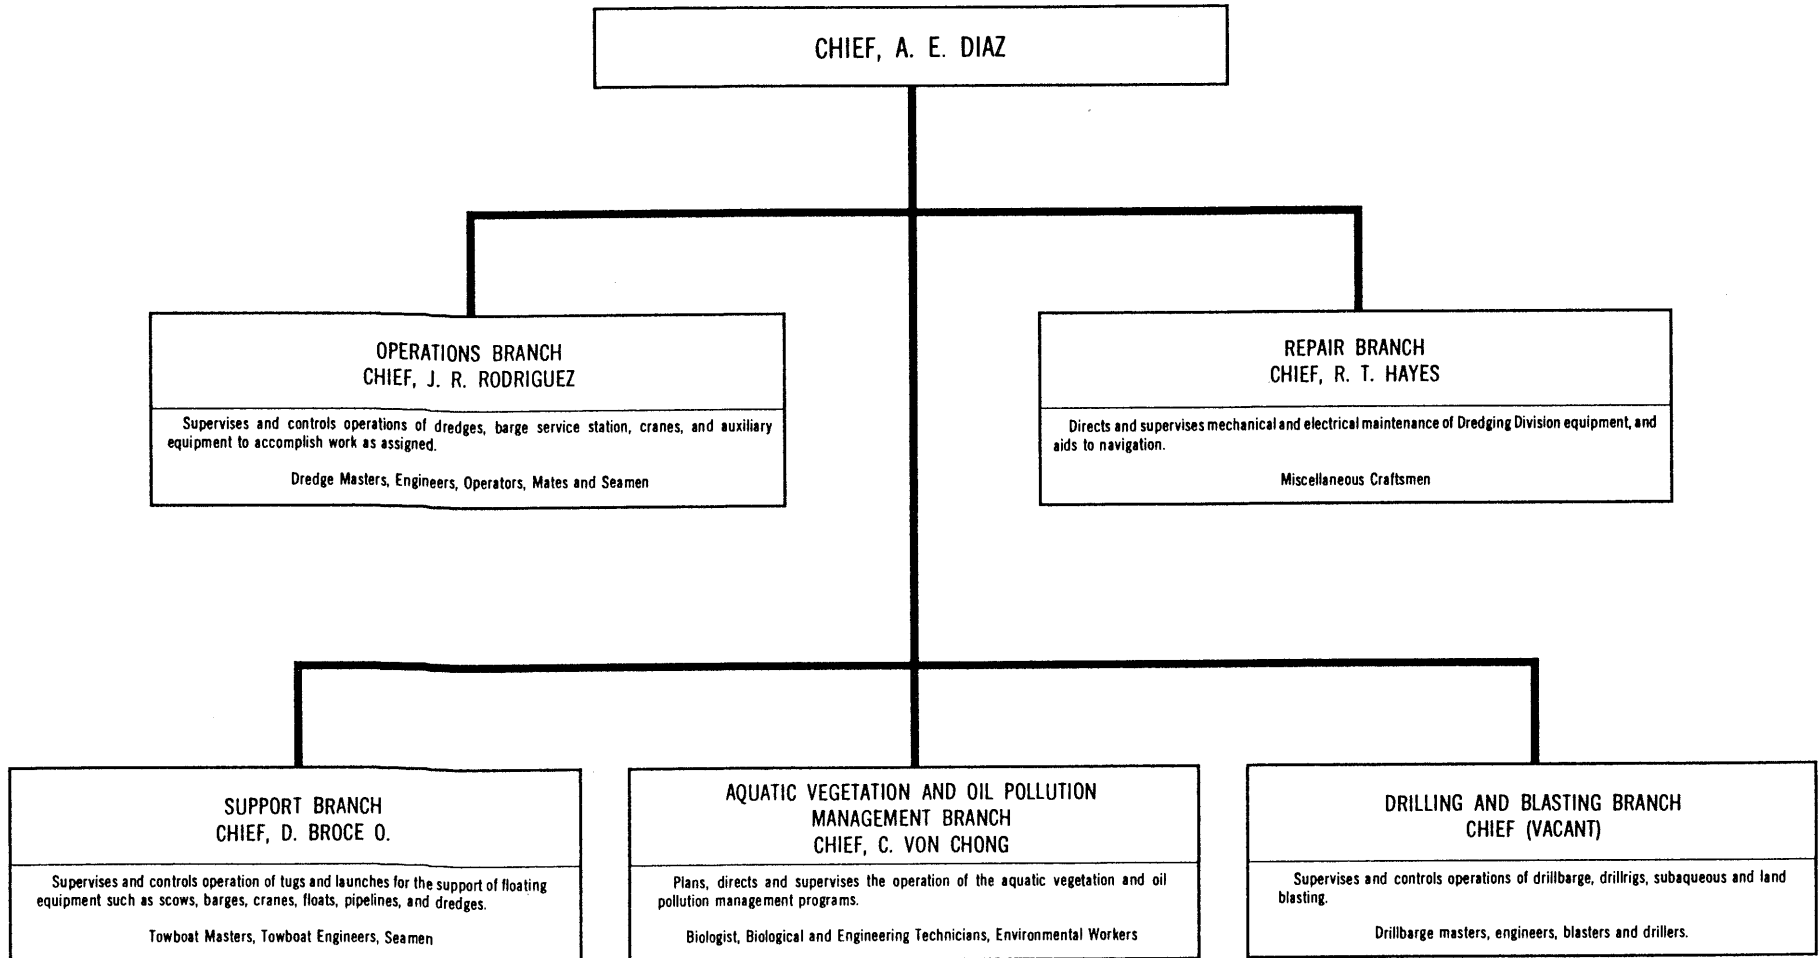 CHIEF, A. E. DIAZ
OPERATIONS BRANCH
CHIEF, J. R. RODRIGUEZ
Supervises and controls operations of dredges, barge service station, cranes, and auxiliary
equipment to accomplish work as assigned.
Dredge Masters, Engineers, Operators, Mates and Seamen
REPAIR BRANCH
CHIEF, R. T. HAYES
Directs and supervises mechanical and electrical maintenance of Dredging Division equipment, and
aids to navigation.
Miscellaneous Craftsmen
SUPPORT BRANCH
CHIEF, D. BROCE O.
Supervises and controls operation of tugs and launches for the support of floating
equipment such as scows, barges, cranes, floats, pipelines, and dredges.
Towboat Masters, Towboat Engineers, Seamen
AQUATIC VEGETATION AND OIL POLLUTION
MANAGEMENT BRANCH
CHIEF, C. VON CHONG
Plans, directs and supervises the operation of the aquatic vegetation and oil
pollution management programs.
Biologist, Biological and Engineering Technicians, Environmental Workers
DRILLING AND BLASTING BRANCH
CHIEF (VACANT)
Supervises and controls operations of drillbarge, drillrigs, subaqueous and land
blasting.
Drillbarge masters, engineers, blasters and drillers.